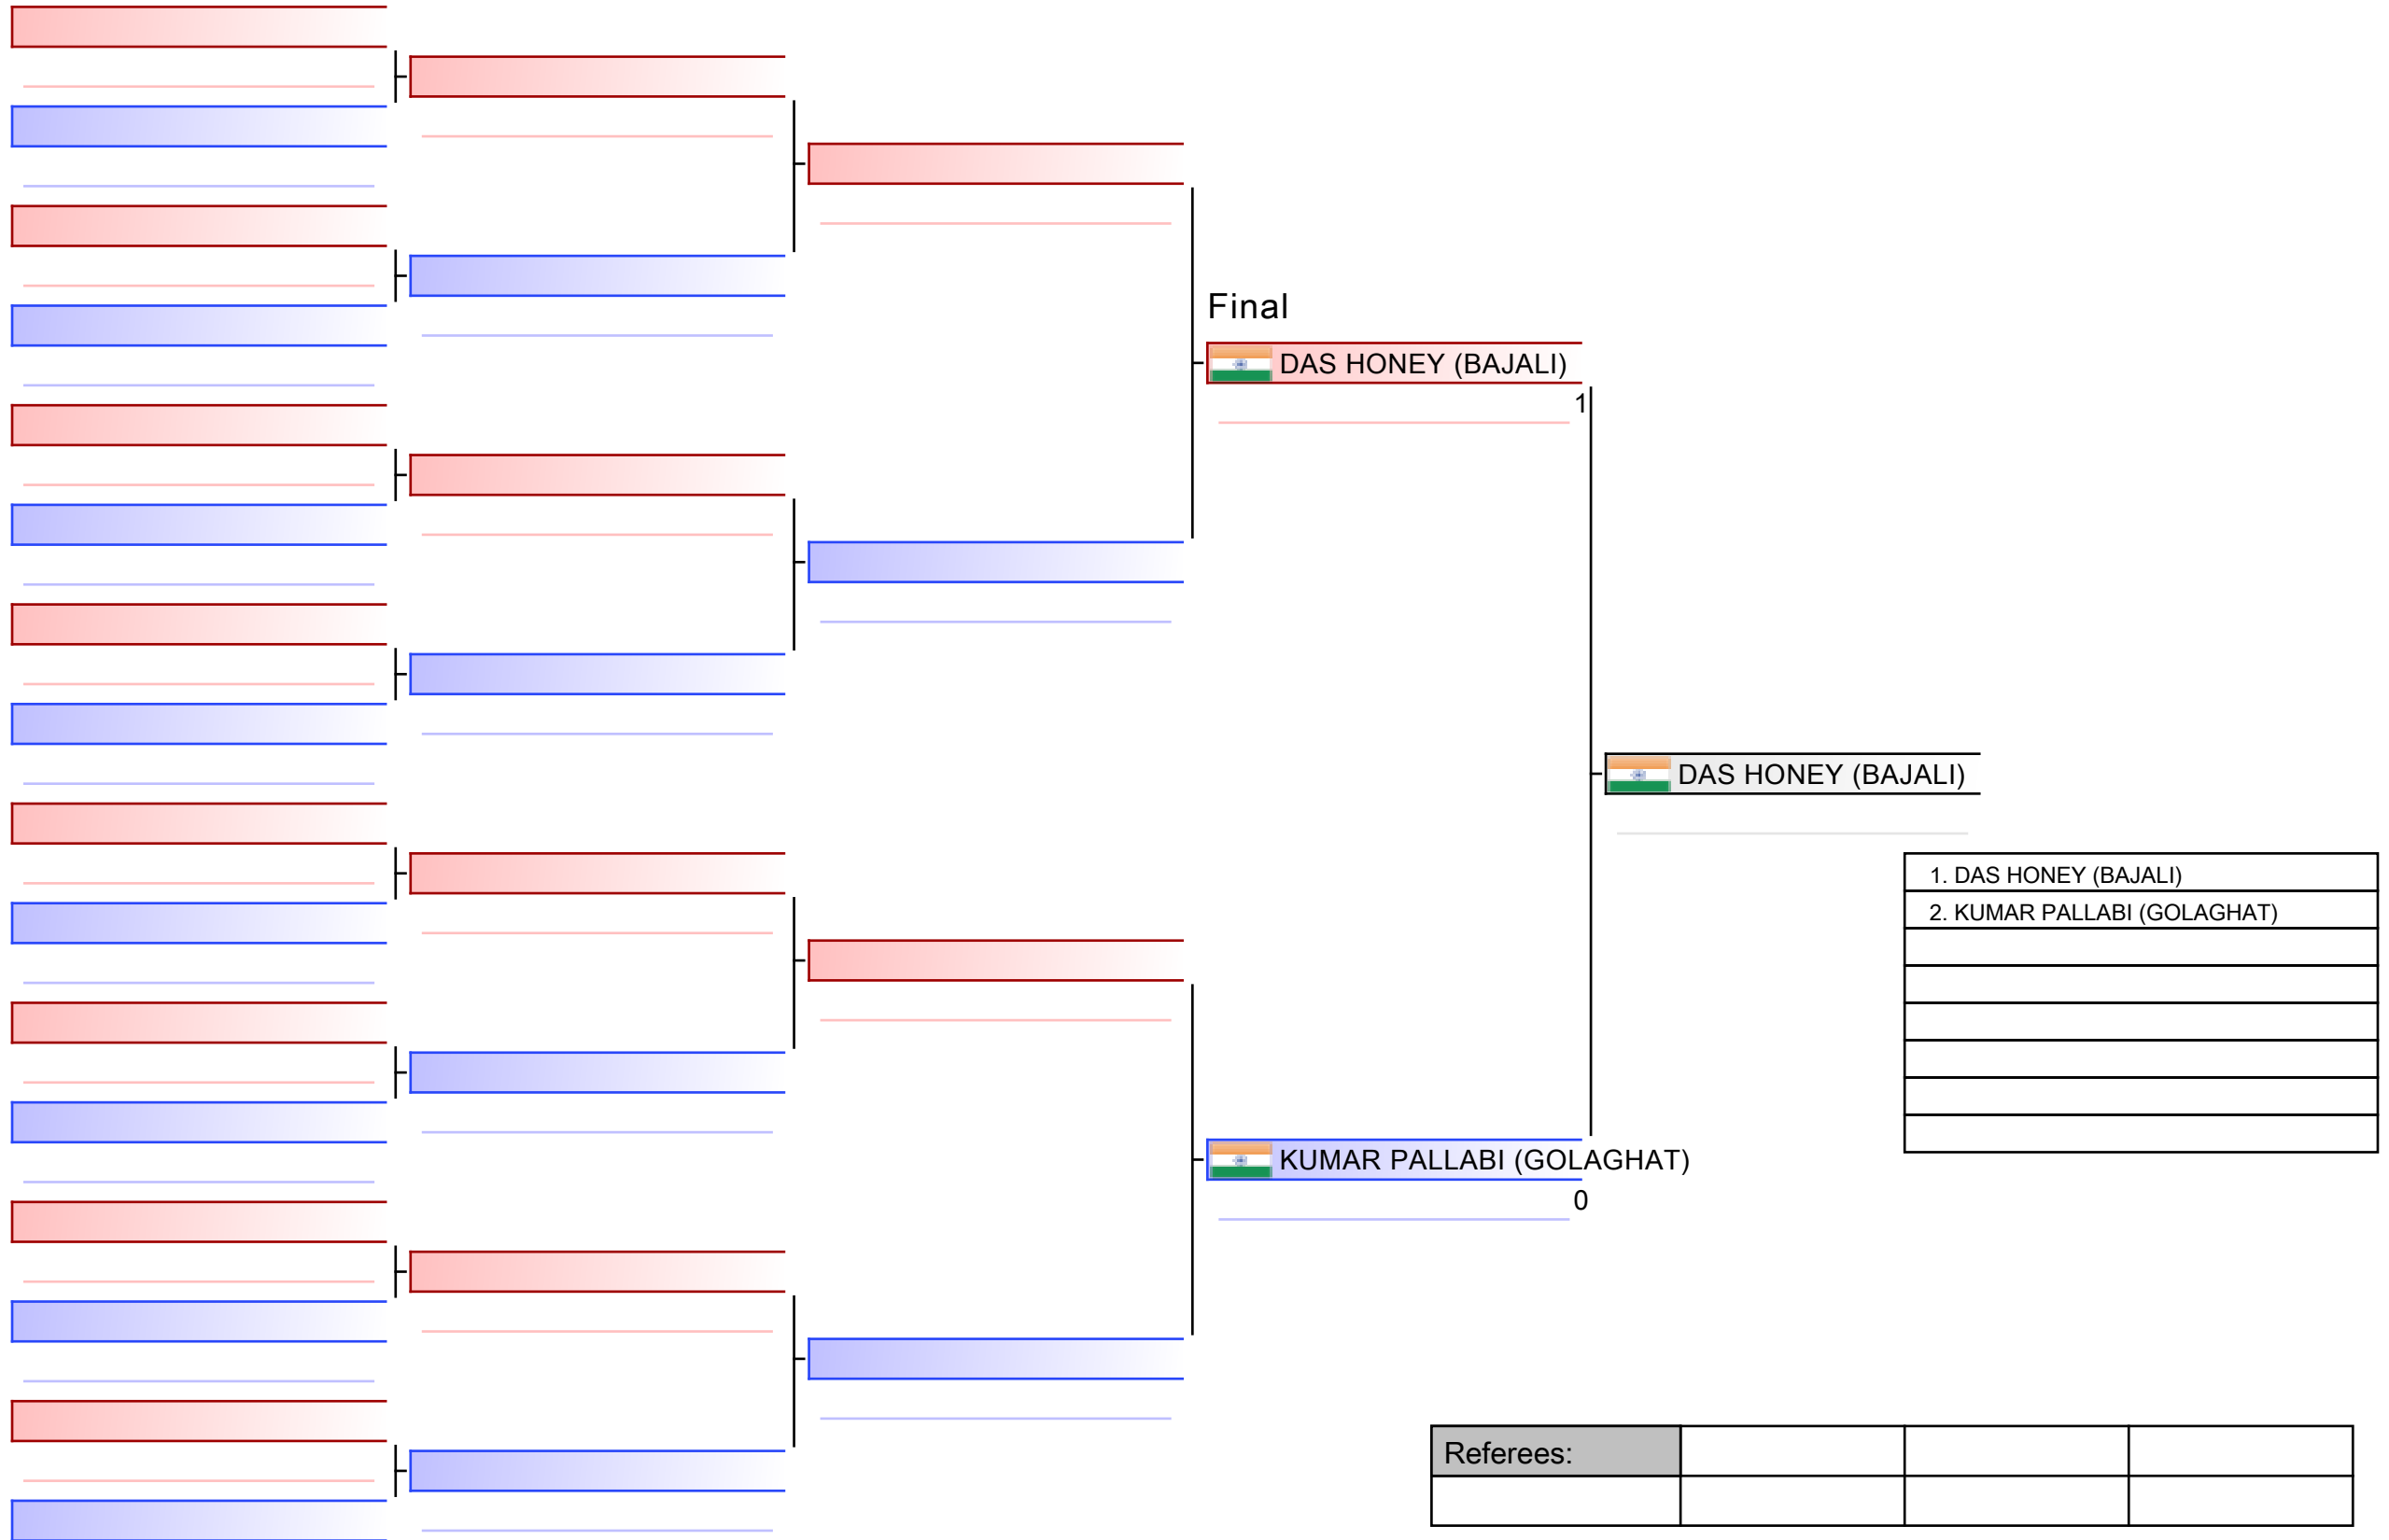 Final
DAS HONEY (BAJALI)
1
DAS HONEY (BAJALI)
1. DAS HONEY (BAJALI)
2. KUMAR PALLABI (GOLAGHAT)
KUMAR PALLABI (GOLAGHAT)
0
Referees: